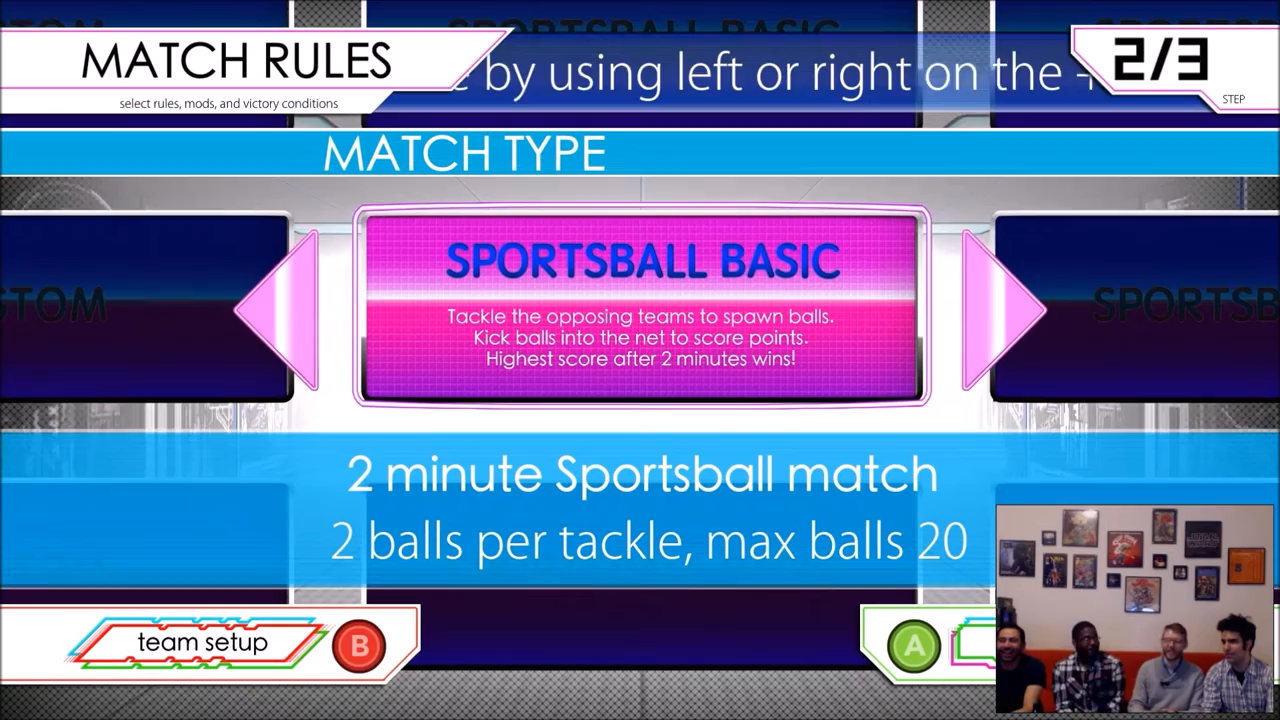 MATCH RULES
select rules, mods, and victory conditions
by using left or right on the
2/3
STEP
MATCH TYPE
SPORTSBALL BASIC
Tackle the opposing teams to spawn balls.
Kick balls into the net to score points.
Highest score after 2 minutes wins!
2 minute Sportsball match
2 balls per tackle, max balls 20
team setup
B
A